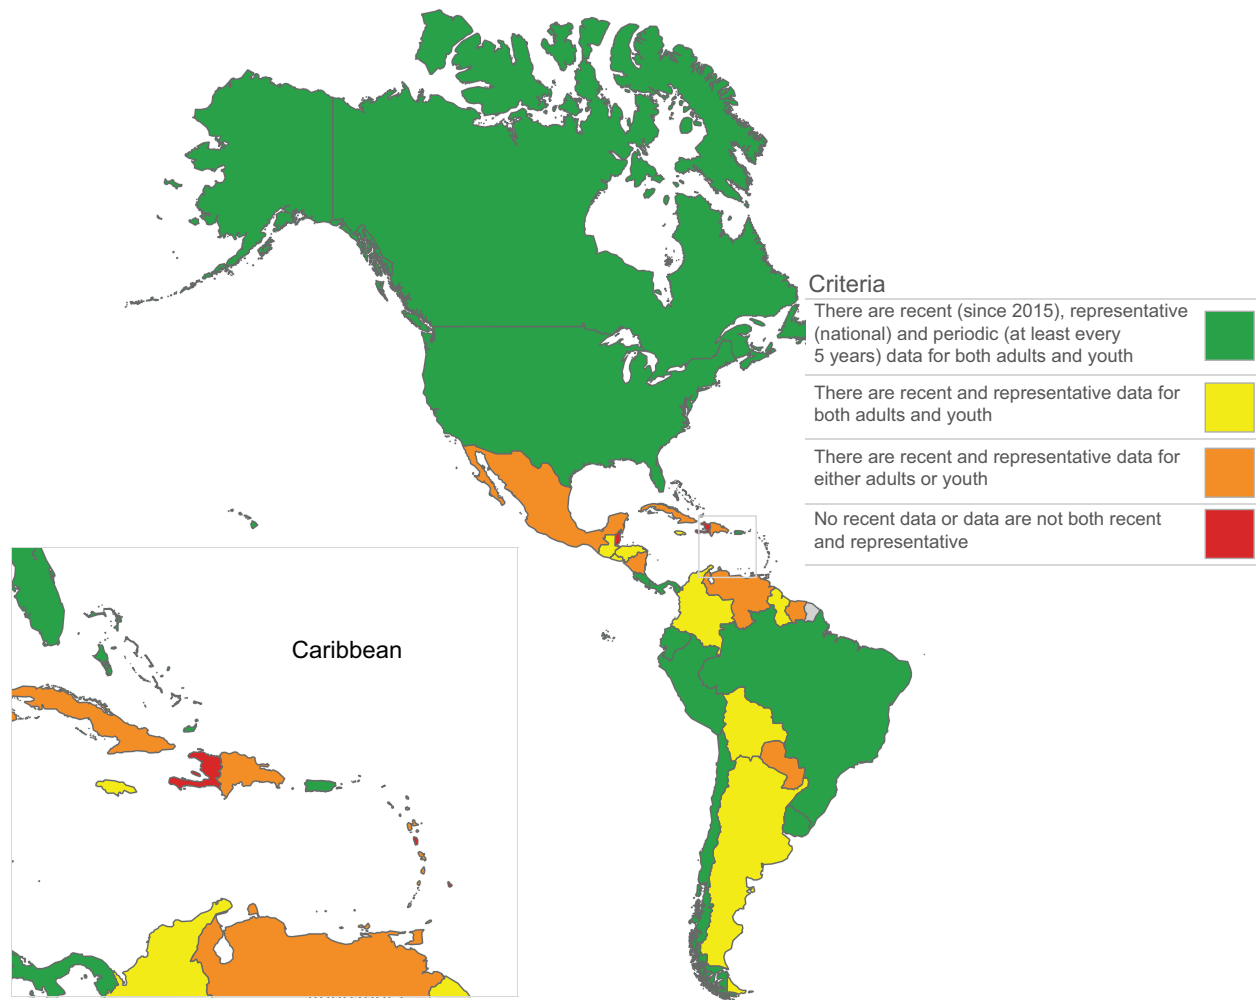 Criteria
There are recent (since 2015), representative
(national) and periodic (at least every
5 years) data for both adults and youth
There are recent and representative data for
both adults and youth
There are recent and representative data for
either adults or youth
No recent data or data are not both recent
and representative
Caribbean